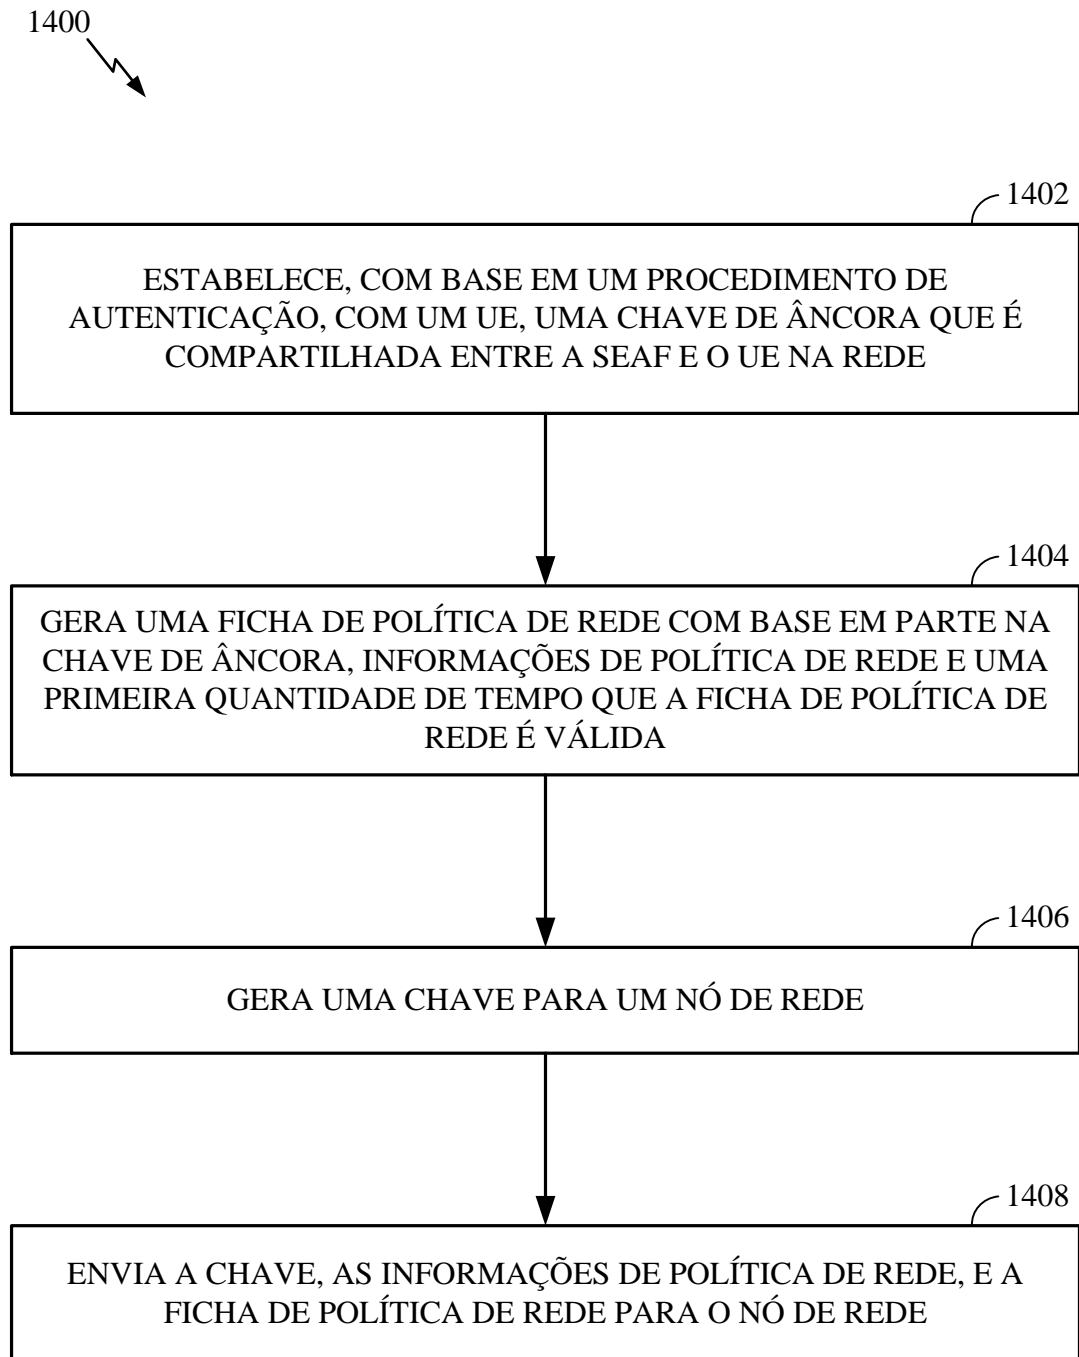 1400
1402
ESTABELECE, COM BASE EM UM PROCEDIMENTO DE
AUTENTICAÇÃO, COM UM UE, UMA CHAVE DE ÂNCORA QUE É
COMPARTILHADA ENTRE A SEAF E O UE NA REDE
1404
GERA UMA FICHA DE POLÍTICA DE REDE COM BASE EM PARTE NA
CHAVE DE ÂNCORA, INFORMAÇÕES DE POLÍTICA DE REDE E UMA
PRIMEIRA QUANTIDADE DE TEMPO QUE A FICHA DE POLÍTICA DE
REDE É VÁLIDA
1406
GERA UMA CHAVE PARA UM NÓ DE REDE
1408
ENVIA A CHAVE, AS INFORMAÇÕES DE POLÍTICA DE REDE, E A
FICHA DE POLÍTICA DE REDE PARA O NÓ DE REDE